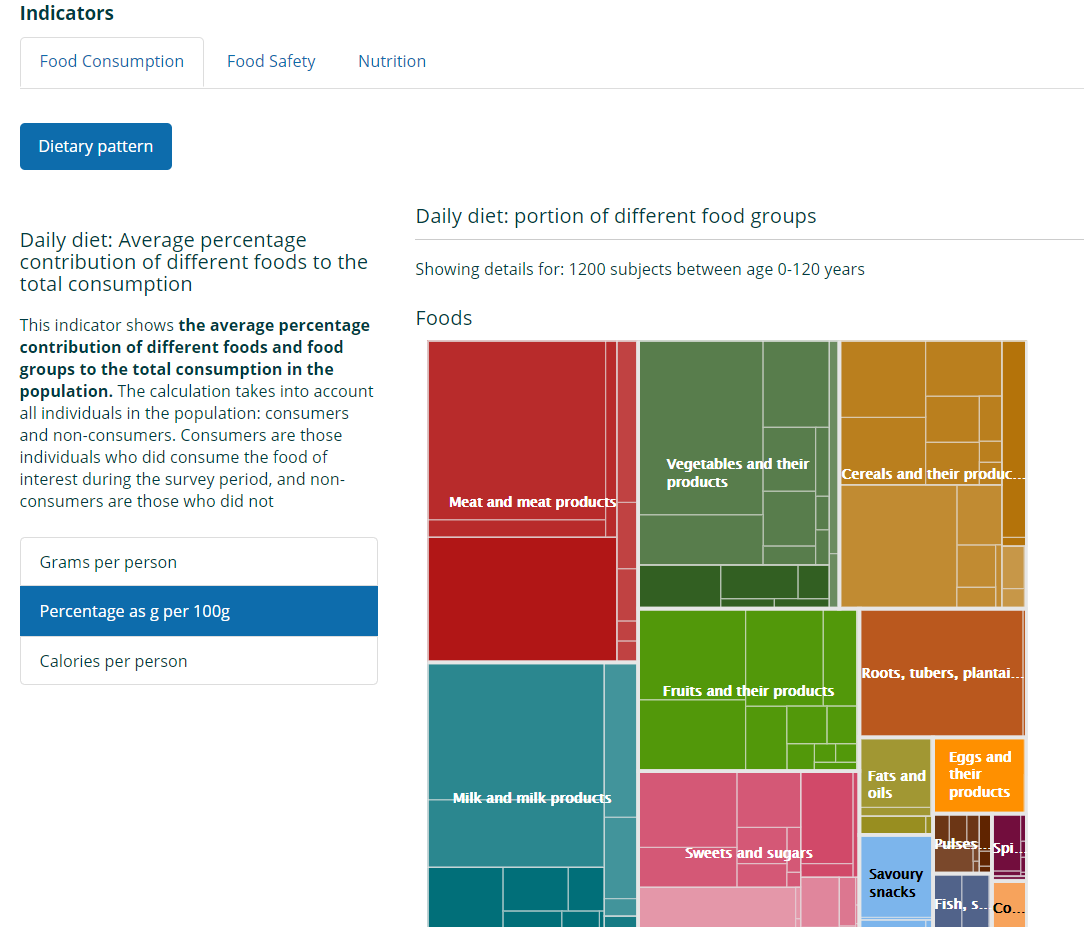 Indicators
Food Consumption
Food Safety
Nutrition
Dietary pattern
Daily diet: Average percentage
contribution of different foods to the
total consumption
This indicator shows the average percentage
contribution of different foods and food
groups to the total consumption in the
population. The calculation takes into account
all individuals in the population: consumers
and non-consumers. Consumers are those
individuals who did consume the food of
interest during the survey period, and non-
consumers are those who did not
Grams per person
Percentage as g per 100g
Calories per person
Daily diet: portion of different food groups
Showing details for: 1200 subjects between age 0-120 years
Foods
Meat and meat products
Vegetables and their
products
Cereals and their produc...
Fruits and their products
Roots, tubers, plantai...
Milk and milk products
Sweets and sugars
Fats and
oils
Eggs and
their
products
Savoury
snacks
Pulses...
Spi...
Fish, s...
Co...